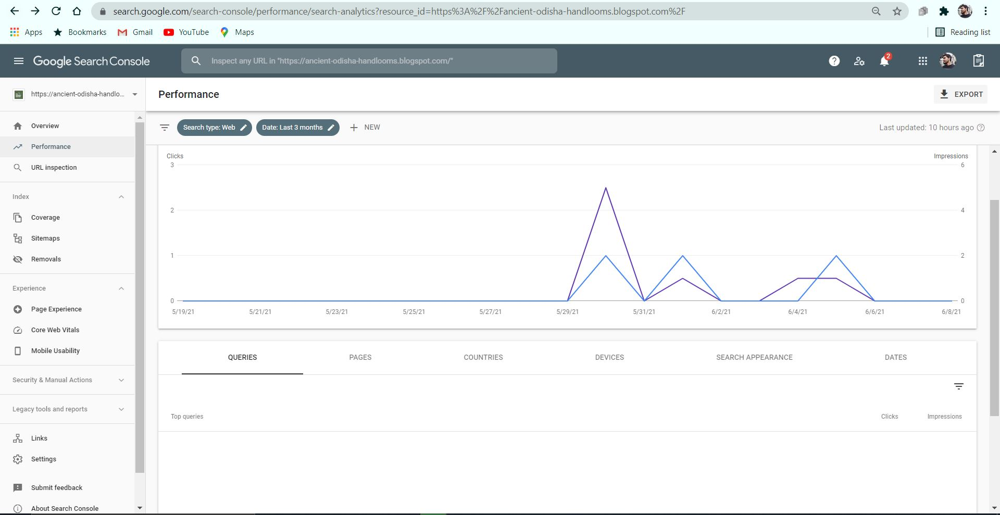 search.google.com/search-console/performance/search-analytics?resource_id=https%3A%2F%2Fancient-odisha-handlooms.blogspot.com%2F
Apps Bookmarks Gmail YouTube Maps Reading list
Google Search Console Inspect any URL in "https://ancient-odisha-handlooms.blogspot.com/" ? 2
https://ancient-odisha-handlo... Performance EXPORT
Overview
Performance
URL inspection
Index
Coverage
Sitemaps
Removals
Experience
Page Experience
Core Web Vitals
Mobile Usability
Security & Manual Actions
Legacy tools and reports
Links
Settings
Submit feedback
About Search Console
Search type: Web Date: Last 3 months + NEW Last updated: 10 hours ago ?
Clicks Impressions
3 6
2 4
1 2
0 0
5/19/21 5/21/21 5/23/21 5/25/21 5/27/21 5/29/21 5/31/21 6/2/21 6/4/21 6/6/21 6/8/21
QUERIES PAGES COUNTRIES DEVICES SEARCH APPEARANCE DATES
Top queries Clicks Impressions